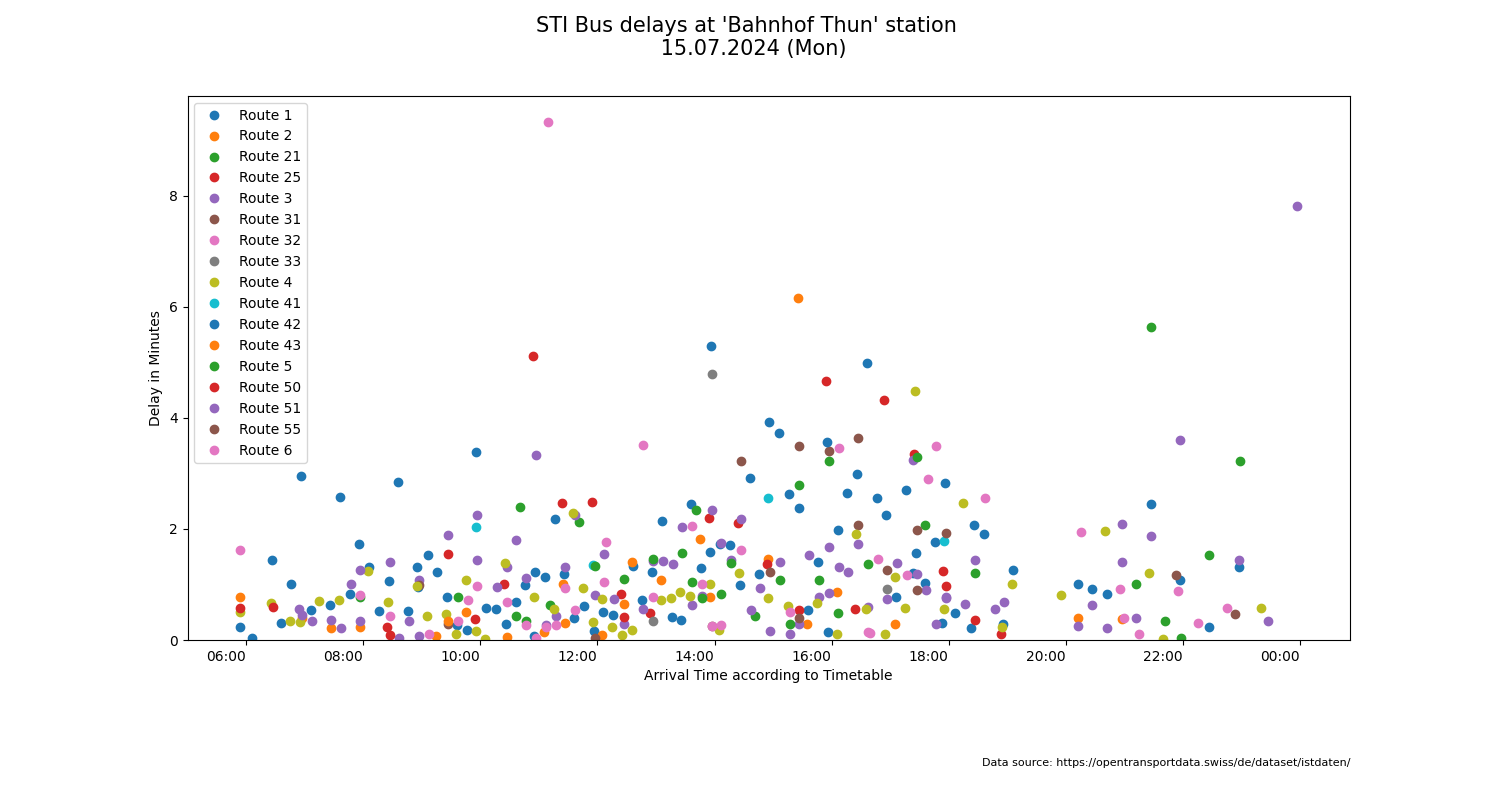 STI Bus delays at 'Bahnhof Thun' station
15.07.2024 (Mon)
Route 1
Route 2
Route 21
Route 25
Route 3
Route 31
Route 32
Route 33
Route 4
Route 41
Route 42
Route 43
Route 5
Route 50
Route 51
Route 55
Route 6
Delay in Minutes
8
6
4
2
0
06:00 08:00 10:00 12:00 14:00 16:00 18:00 20:00 22:00 00:00
Arrival Time according to Timetable
Data source: https://opentransportdata.swiss/de/dataset/istdaten/